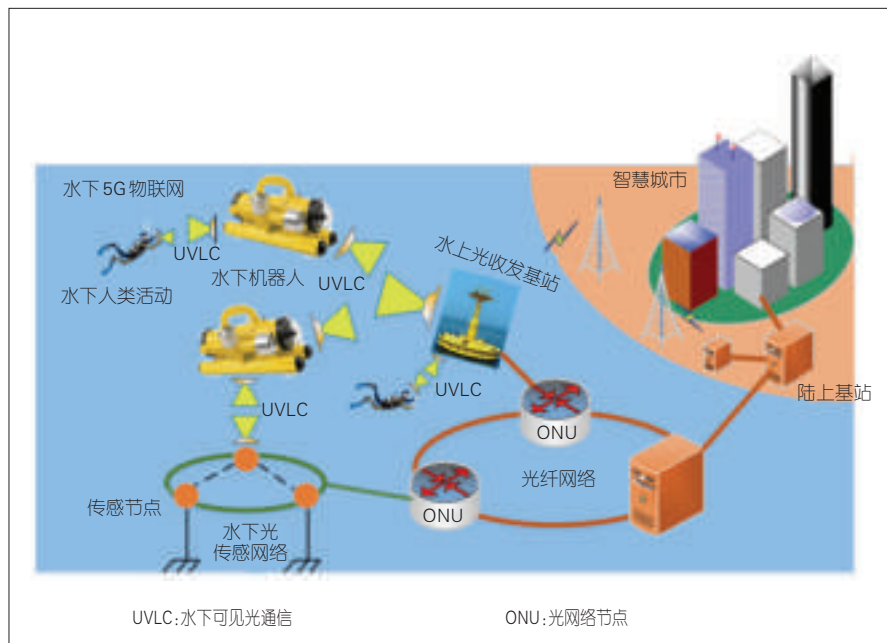 水下5G物联网
智慧城市
UVLC
水下机器人
水下人类活动
UVLC
水上光收发基站
UVLC
陆上基站
ONU
光纤网络
传感节点
ONU
水下光
传感网络
UVLC:水下可见光通信
ONU:光网络节点